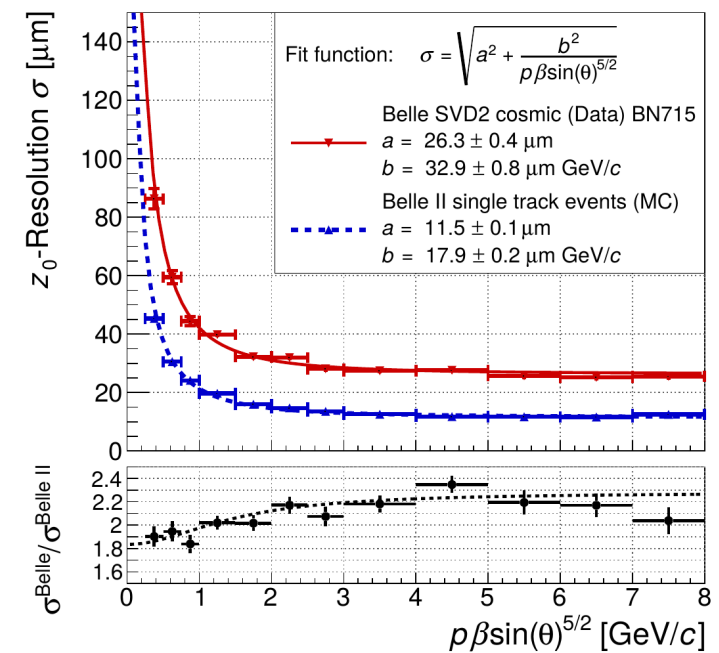 z₀-Resolution σ [μm]
140
120
100
80
60
40
20
0
Fit function: σ = √(a² + b² / pβsin(θ)^5/2)
Belle SVD2 cosmic (Data) BN715
a = 26.3 ± 0.4 μm
b = 32.9 ± 0.8 μm GeV/c
Belle II single track events (MC)
a = 11.5 ± 0.1 μm
b = 17.9 ± 0.2 μm GeV/c
σ^Belle/σ^Belle II
2.4
2.2
2
1.8
1.6
0 1 2 3 4 5 6 7 8
pβsin(θ)^5/2 [GeV/c]